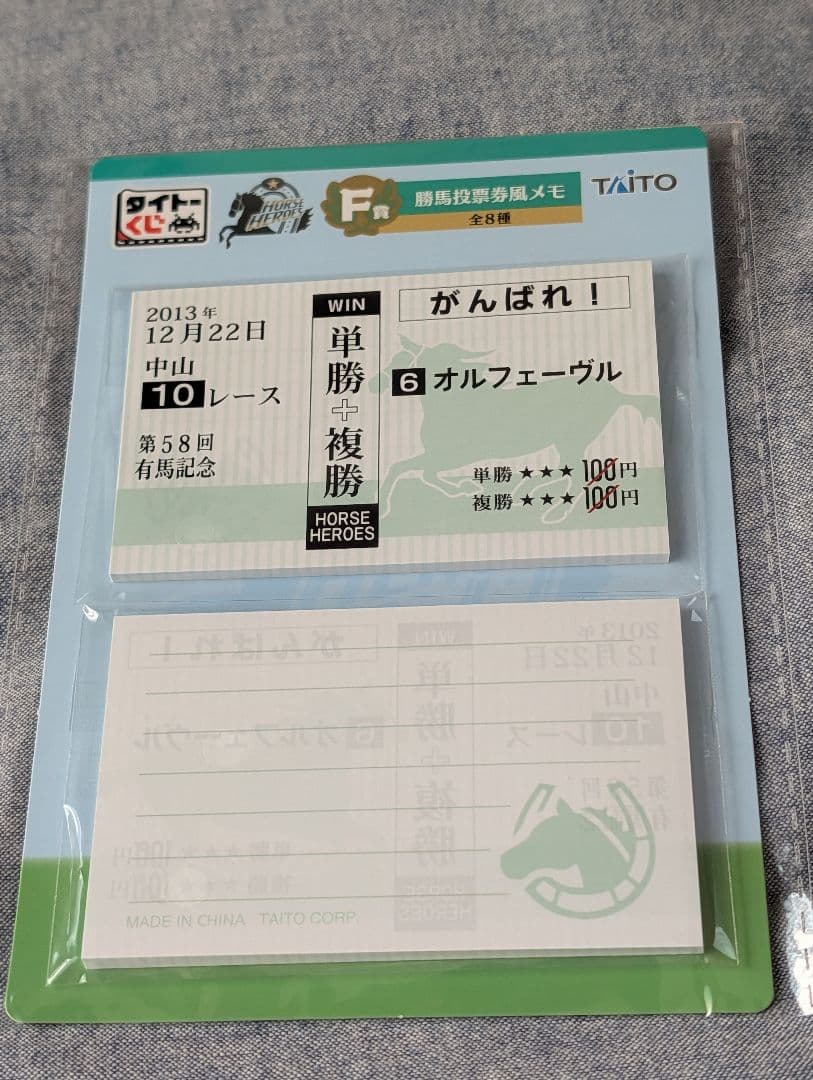 タイトーくじ
HORSE HEROES
F賞
勝馬投票券風メモ
全8種
TAITO
2013年
12月22日
中山
10レース
第58回
有馬記念
WIN
単勝+複勝
HORSE
HEROES
がんばれ!
6 オルフェーヴル
単勝 ★★★ 100円
複勝 ★★★ 100円
MADE IN CHINA TAITO CORP.